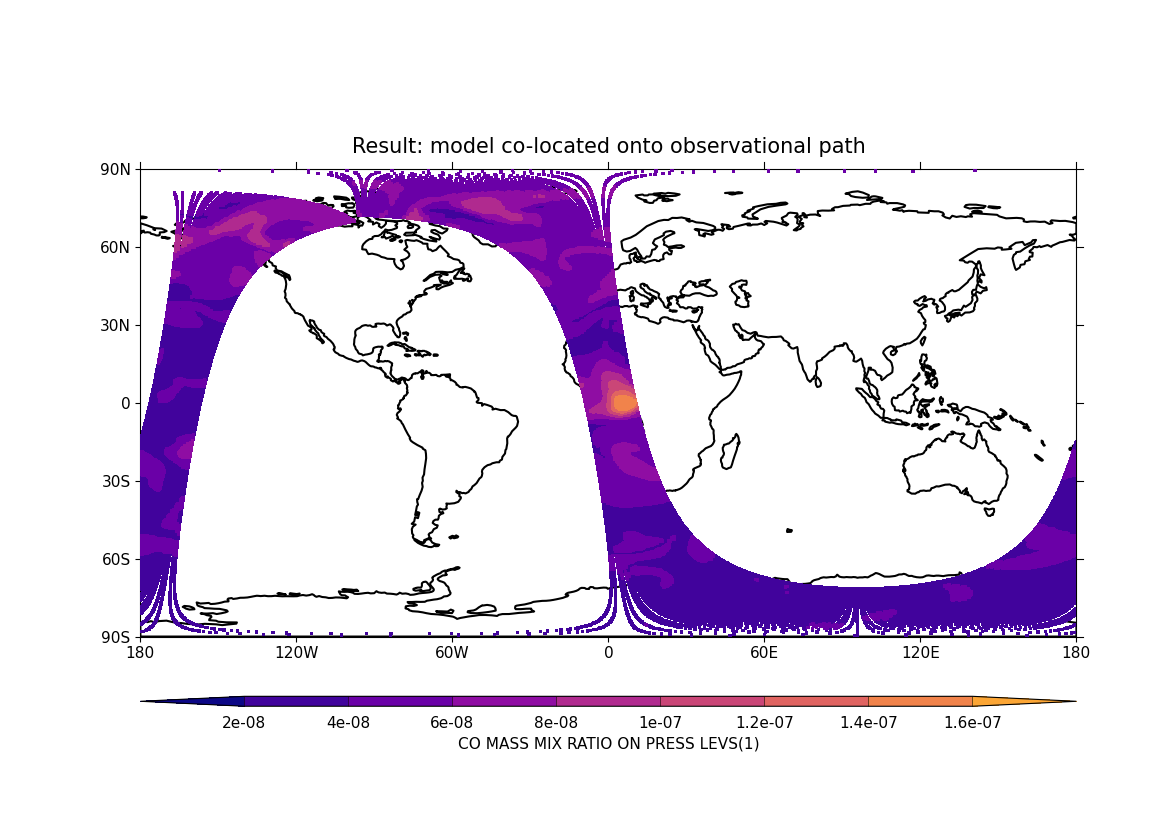 Result: model co-located onto observational path
90N
60N
30N
0
30S
60S
90S
180 120W 60W 0 60E 120E 180
2e-08 4e-08 6e-08 8e-08 1e-07 1.2e-07 1.4e-07 1.6e-07
CO MASS MIX RATIO ON PRESS LEVS(1)